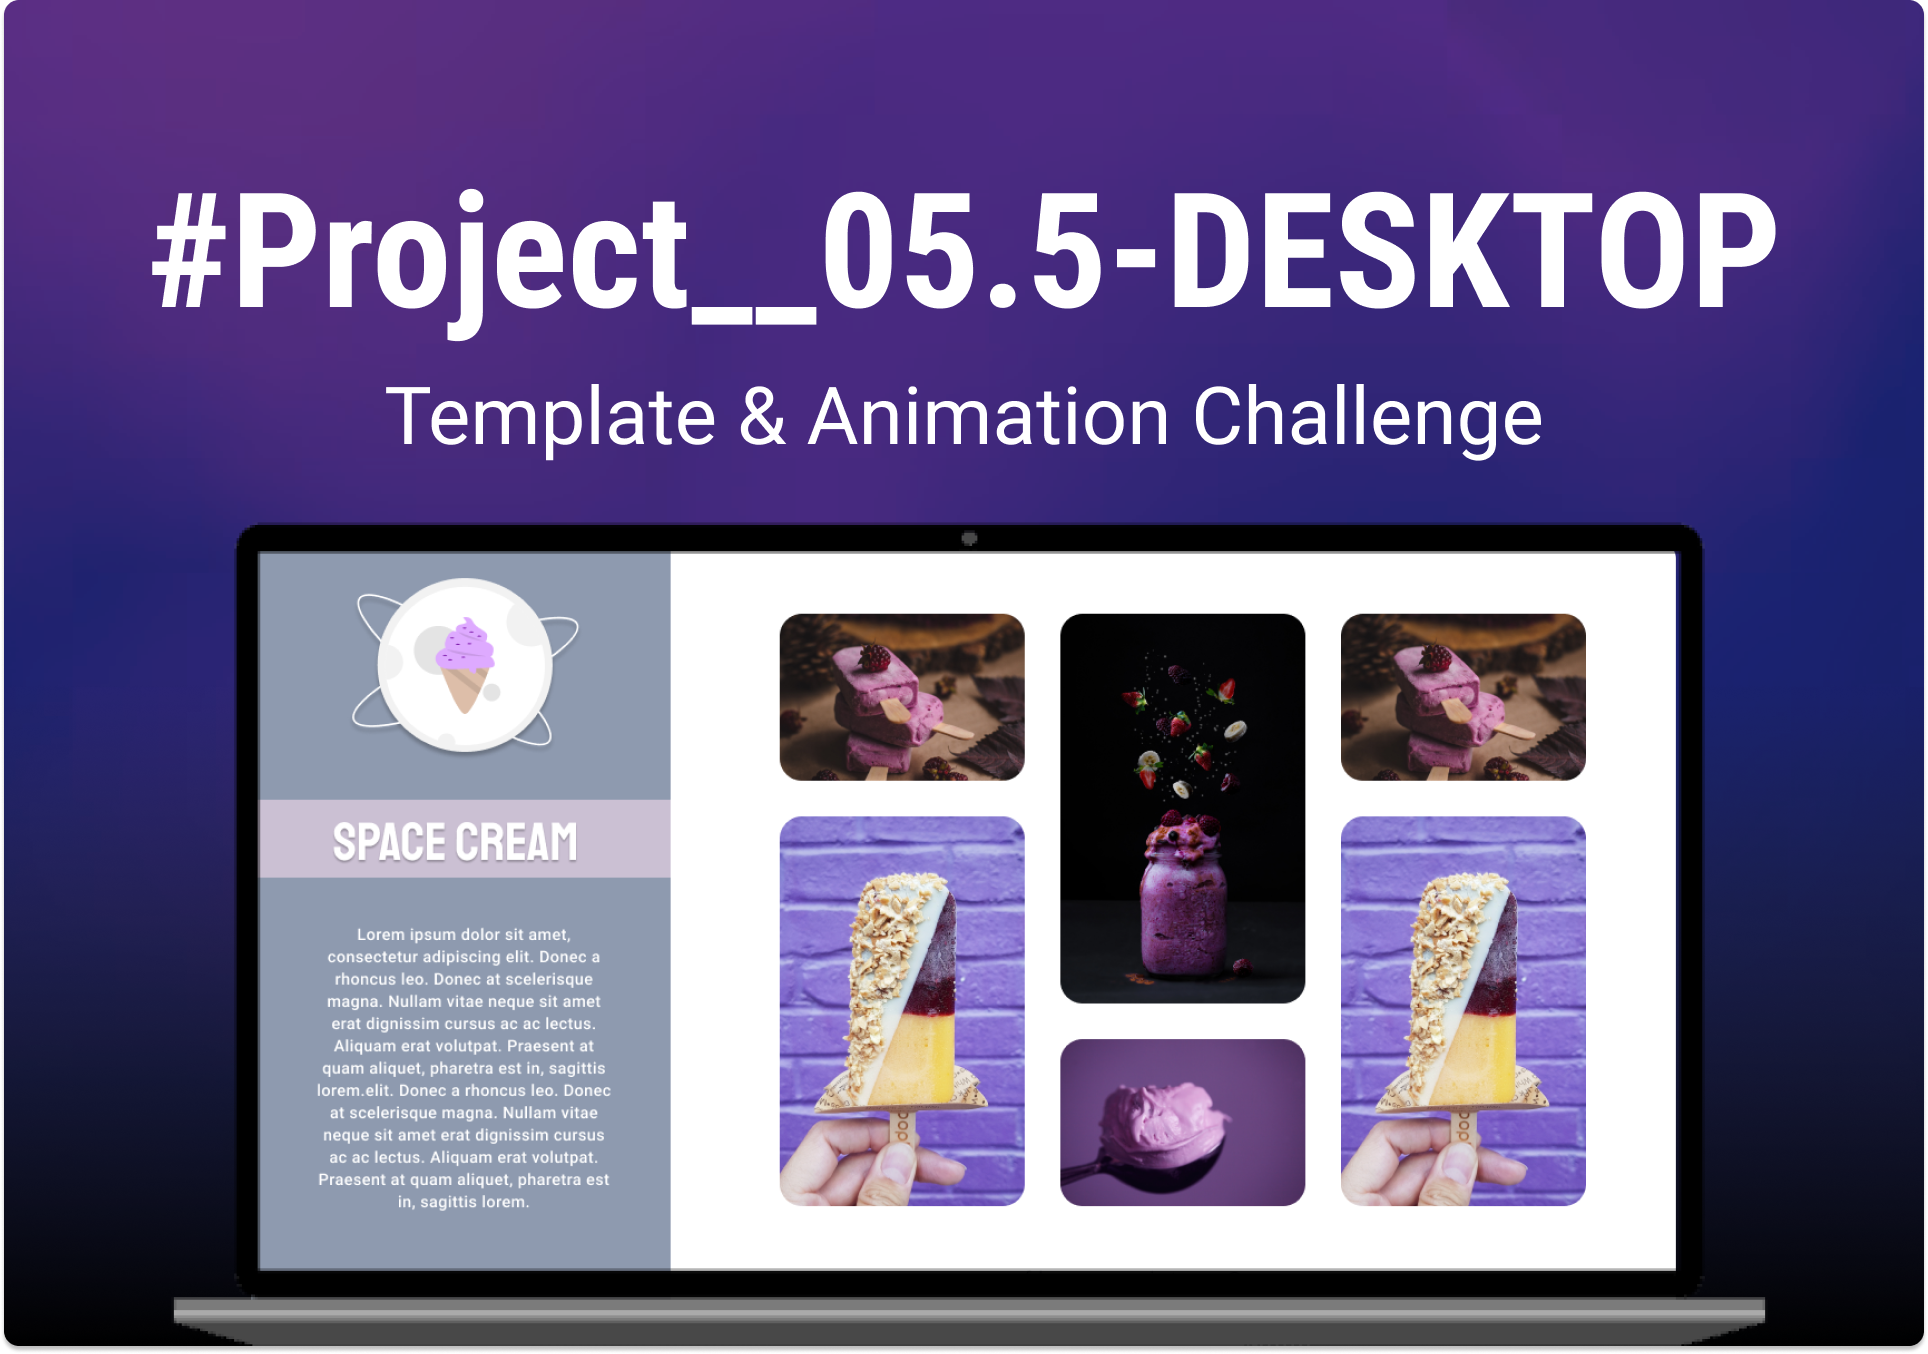 #Project__05.5-DESKTOP
Template & Animation Challenge
SPACE CREAM
Lorem ipsum dolor sit amet,
consectetur adipiscing elit. Donec a
rhoncus leo. Donec at scelerisque
magna. Nullam vitae neque sit amet
erat dignissim cursus ac ac lectus.
Aliquam erat volutpat. Praesent at
quam aliquet, pharetra est in, sagittis
lorem.elit. Donec a rhoncus leo. Donec
at scelerisque magna. Nullam vitae
neque sit amet erat dignissim cursus
ac ac lectus. Aliquam erat volutpat.
Praesent at quam aliquet, pharetra est
in, sagittis lorem.